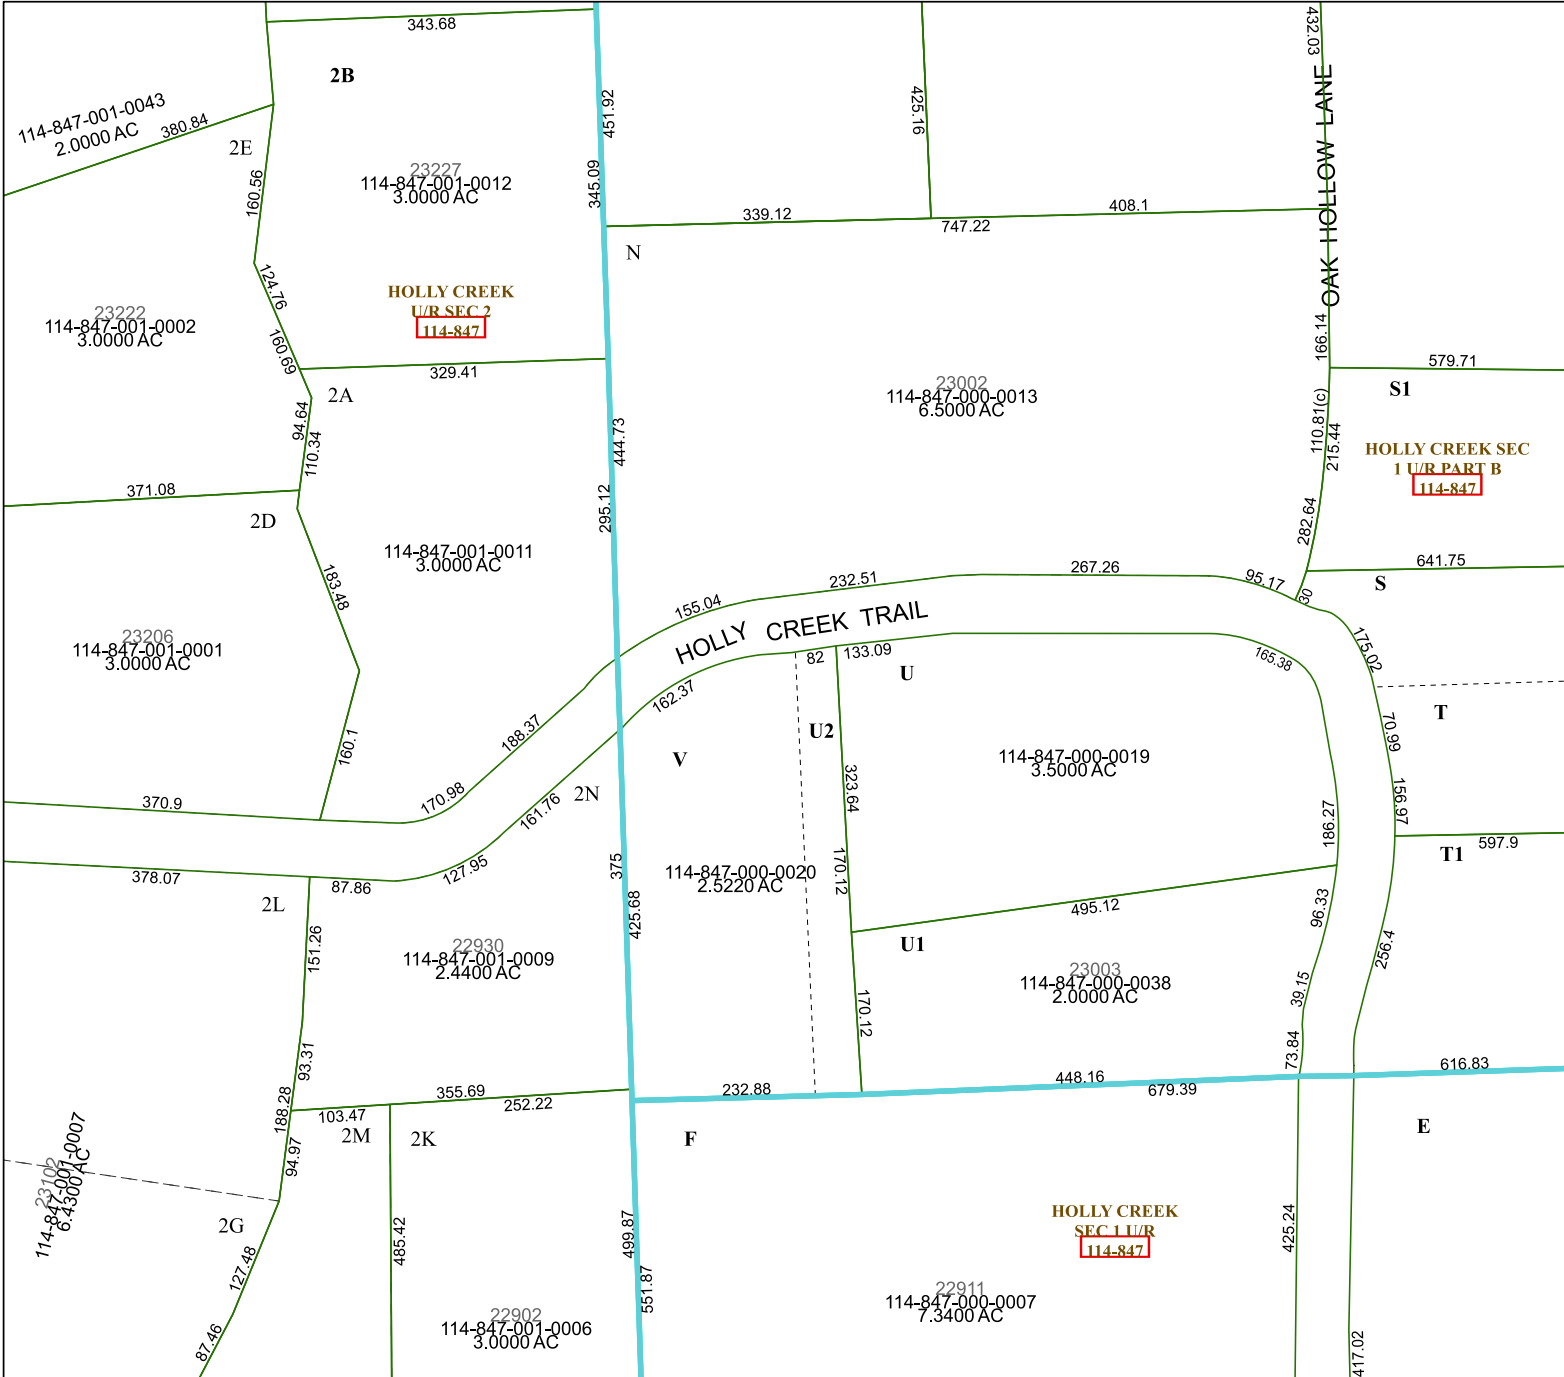 343.68
432.03
2B
451.92
425.16
OAK HOLLOW LANE
114-847-001-0043
2.0000 AC
380.84
2E
160.56
23227
114-847-001-0012
3.0000 AC
345.09
339.12
747.22
408.1
N
124.76
HOLLY CREEK
U/R SEC 2
114-847
23222
114-847-001-0002
3.0000 AC
160.69
329.41
166.14
579.71
23002
114-847-000-0013
6.5000 AC
S1
2A
94.64
110.34
444.73
110.81(c)
215.44
HOLLY CREEK SEC
1 U/R PART B
114-847
371.08
2D
295.12
282.64
114-847-001-0011
3.0000 AC
641.75
S
183.48
155.04
232.51
267.26
95.17
30
HOLLY CREEK TRAIL
23206
114-847-001-0001
3.0000 AC
82
133.09
U
165.38
175.02
162.37
T
188.37
U2
70.99
160.1
V
114-847-000-0019
3.5000 AC
323.64
370.9
170.98
161.76
2N
186.27
156.97
T1
597.9
378.07
87.86
127.95
375
114-847-000-0020
2.5220 AC
170.12
2L
425.68
495.12
96.33
U1
151.26
22930
114-847-001-0009
2.4400 AC
256.4
23003
114-847-000-0038
2.0000 AC
39.15
170.12
93.31
73.84
355.69
252.22
232.88
448.16
679.39
616.83
188.28
103.47
2M
2K
F
E
94.97
23102
114-847-001-0007
6.4300 AC
2G
127.48
485.42
499.87
HOLLY CREEK
SEC 1 U/R
114-847
425.24
551.87
22911
114-847-000-0007
7.3400 AC
22902
114-847-001-0006
3.0000 AC
87.46
417.02